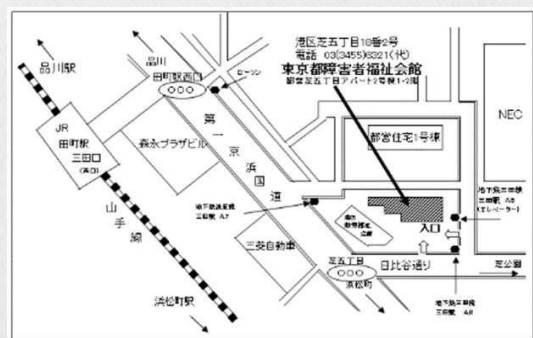 港区芝五丁目18番2号
電話 03(3455)6321(代)
東京都障害者福祉会館
都営芝五丁目アパート2号棟1・2階
品川駅
品川
田町駅西口
ローソン
第一京浜国道
森永プラザビル
JR
田町駅
三田口
(西口)
山手線
都営住宅1号棟
NEC
地下鉄浅草線
三田駅 A7
地下鉄三田線
三田駅 A8
(エレベーター)
入口
三菱自動車
芝五丁目
日比谷通り
芝公園
浜松町
浜松町駅
地下鉄三田線
三田駅